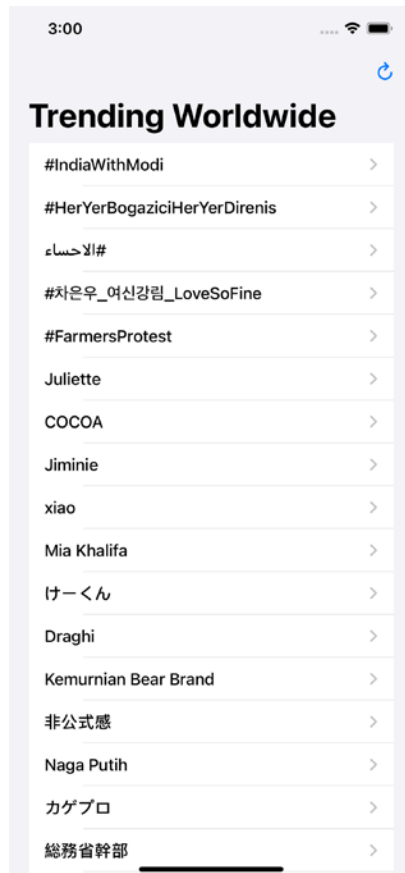 3:00
Trending Worldwide
#IndiaWithModi
#HerYerBogaziciHerYerDirenis
#الاحساء
#차은우_여신강림_LoveSoFine
#FarmersProtest
Juliette
COCOA
Jiminie
xiao
Mia Khalifa
けーくん
Draghi
Kemurnian Bear Brand
非公式感
Naga Putih
カゲプロ
総務省幹部